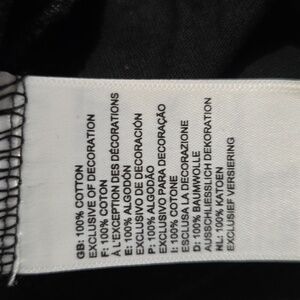 GB: 100% COTTON
EXCLUSIVE OF DECORATION
F: 100% COTON
À L'EXCEPTION DES DÉCORATIONS
E: 100% ALGODÓN
EXCLUSIVO DE DECORACIÓN
P: 100% ALGODÃO
EXCLUSIVO PARA DECORAÇÃO
I: 100% COTONE
ESCLUSA LA DECORAZIONE
D: 100% BAUMWOLLE
AUSSCHLIESSLICH DEKORATION
NL: 100% KATOEN
EXCLUSIEF VERSIERING